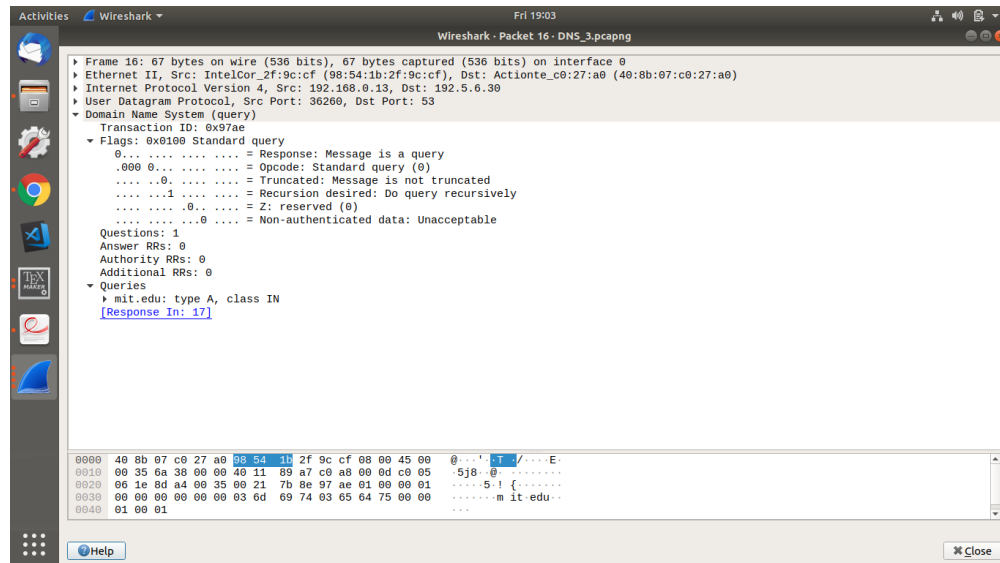 Activities Wireshark Fri 19:03
Wireshark · Packet 16 · DNS_3.pcapng
Frame 16: 67 bytes on wire (536 bits), 67 bytes captured (536 bits) on interface 0
Ethernet II, Src: IntelCor_2f:9c:cf (98:54:1b:2f:9c:cf), Dst: Actionte_c0:27:a0 (40:8b:07:c0:27:a0)
Internet Protocol Version 4, Src: 192.168.0.13, Dst: 192.5.6.30
User Datagram Protocol, Src Port: 36260, Dst Port: 53
Domain Name System (query)
Transaction ID: 0x97ae
Flags: 0x0100 Standard query
0... .... .... .... = Response: Message is a query
.000 0... .... .... = Opcode: Standard query (0)
.... ..0. .... .... = Truncated: Message is not truncated
.... ...1 .... .... = Recursion desired: Do query recursively
.... .... .0.. .... = Z: reserved (0)
.... .... ...0 .... = Non-authenticated data: Unacceptable
Questions: 1
Answer RRs: 0
Authority RRs: 0
Additional RRs: 0
Queries
mit.edu: type A, class IN
[Response In: 17]
TEX
MAKER
0000 40 8b 07 c0 27 a0 98 54 1b 2f 9c cf 08 00 45 00 @···'··T ·/····E·
0010 00 35 6a 38 00 00 40 11 89 a7 c0 a8 00 0d c0 05 ·5j8··@· ········
0020 06 1e 8d a4 00 35 00 21 7b 8e 97 ae 01 00 00 01 ·····5·! {·······
0030 00 00 00 00 00 00 03 6d 69 74 03 65 64 75 00 00 ·······m it·edu··
0040 01 00 01 ···
Help Close